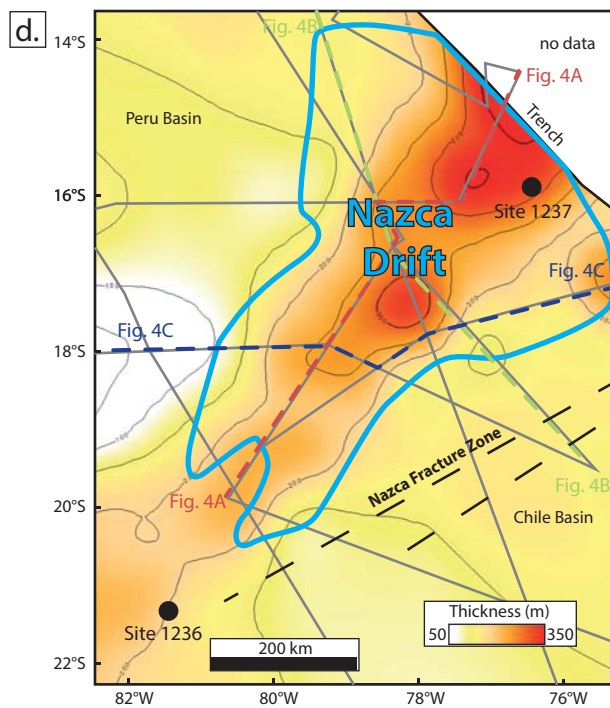 d.
14°S
Fig. 4B
no data
Fig. 4A
Peru Basin
Trench
16°S
Site 1237
Nazca
Drift
Fig. 4C
Fig. 4C
18°S
Nazca Fracture Zone
Fig. 4A
Fig. 4B
20°S
Chile Basin
Site 1236
Thickness (m)
50 350
200 km
22°S
82°W 80°W 78°W 76°W